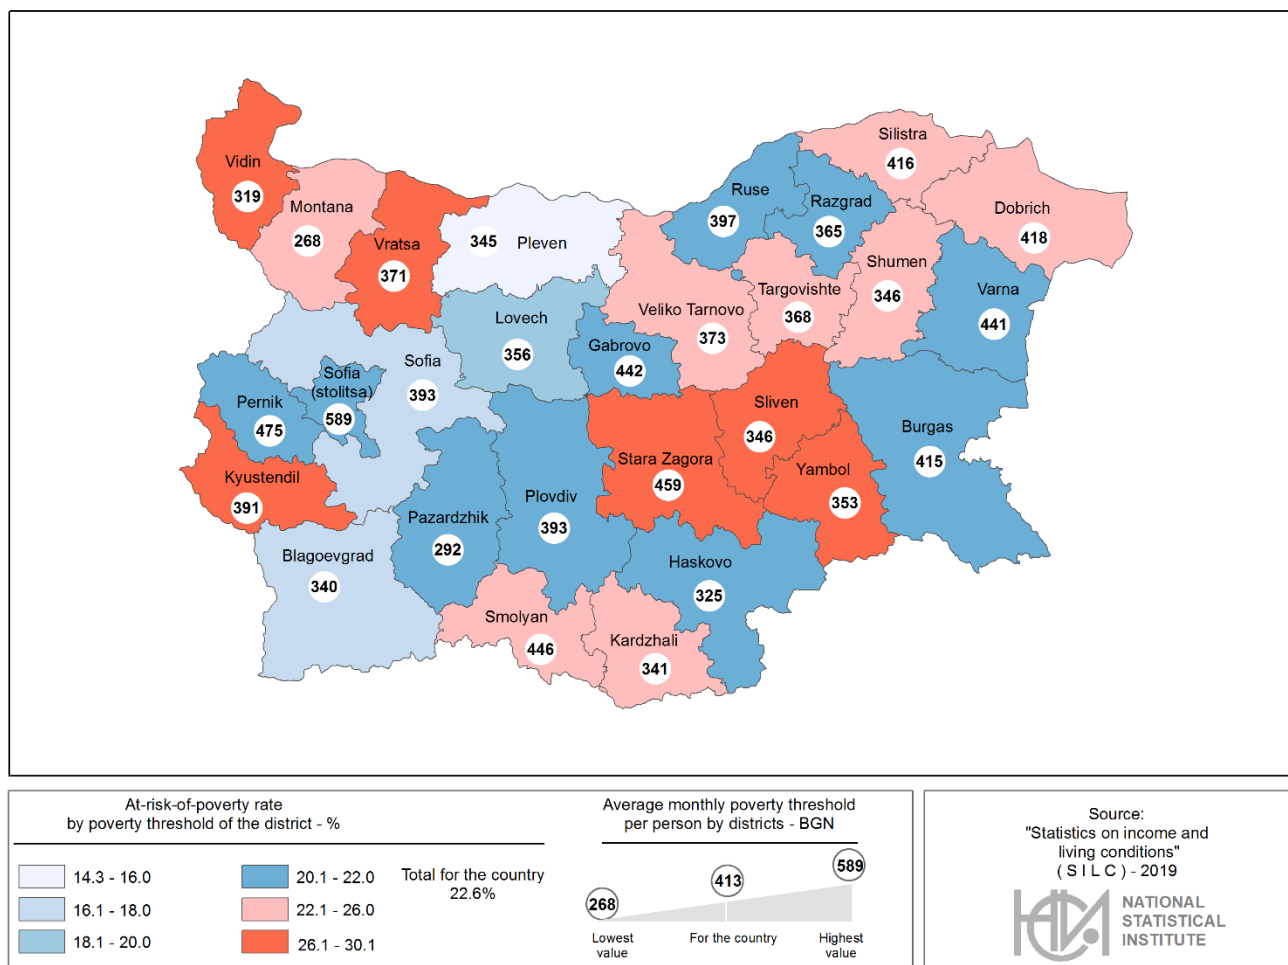 Vidin
319
Montana
268
Vratsa
371
345
Pleven
Lovech
356
Sofia
393
Sofia
(stolitsa)
589
Pernik
475
Kyustendil
391
Blagoevgrad
340
Pazardzhik
292
Plovdiv
393
Smolyan
446
Kardzhali
341
Haskovo
325
Stara Zagora
459
Sliven
346
Yambol
353
Burgas
415
Gabrovo
442
Veliko Tarnovo
373
Targovishte
368
Shumen
346
Varna
441
Ruse
397
Razgrad
365
Silistra
416
Dobrich
418
At-risk-of-poverty rate
by poverty threshold of the district - %
14.3 - 16.0
16.1 - 18.0
18.1 - 20.0
20.1 - 22.0
22.1 - 26.0
26.1 - 30.1
Total for the country
22.6%
Average monthly poverty threshold
per person by districts - BGN
268
413
589
Lowest
value
For the country
Highest
value
Source:
"Statistics on income and
living conditions"
( S I L C ) - 2019
НСИ
NATIONAL
STATISTICAL
INSTITUTE